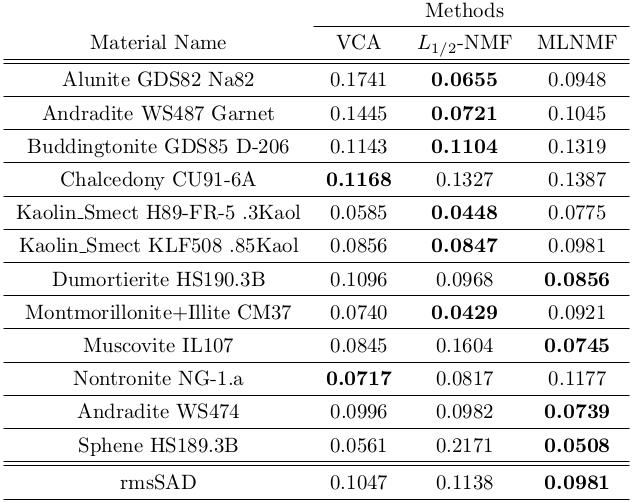 Methods
Material Name VCA L1/2-NMF MLNMF
Alunite GDS82 Na82 0.1741 0.0655 0.0948
Andradite WS487 Garnet 0.1445 0.0721 0.1045
Buddingtonite GDS85 D-206 0.1143 0.1104 0.1319
Chalcedony CU91-6A 0.1168 0.1327 0.1387
Kaolin_Smect H89-FR-5 .3Kaol 0.0585 0.0448 0.0775
Kaolin_Smect KLF508 .85Kaol 0.0856 0.0847 0.0981
Dumortierite HS190.3B 0.1096 0.0968 0.0856
Montmorillonite+Illite CM37 0.0740 0.0429 0.0921
Muscovite IL107 0.0845 0.1604 0.0745
Nontronite NG-1.a 0.0717 0.0817 0.1177
Andradite WS474 0.0996 0.0982 0.0739
Sphene HS189.3B 0.0561 0.2171 0.0508
rmsSAD 0.1047 0.1138 0.0981